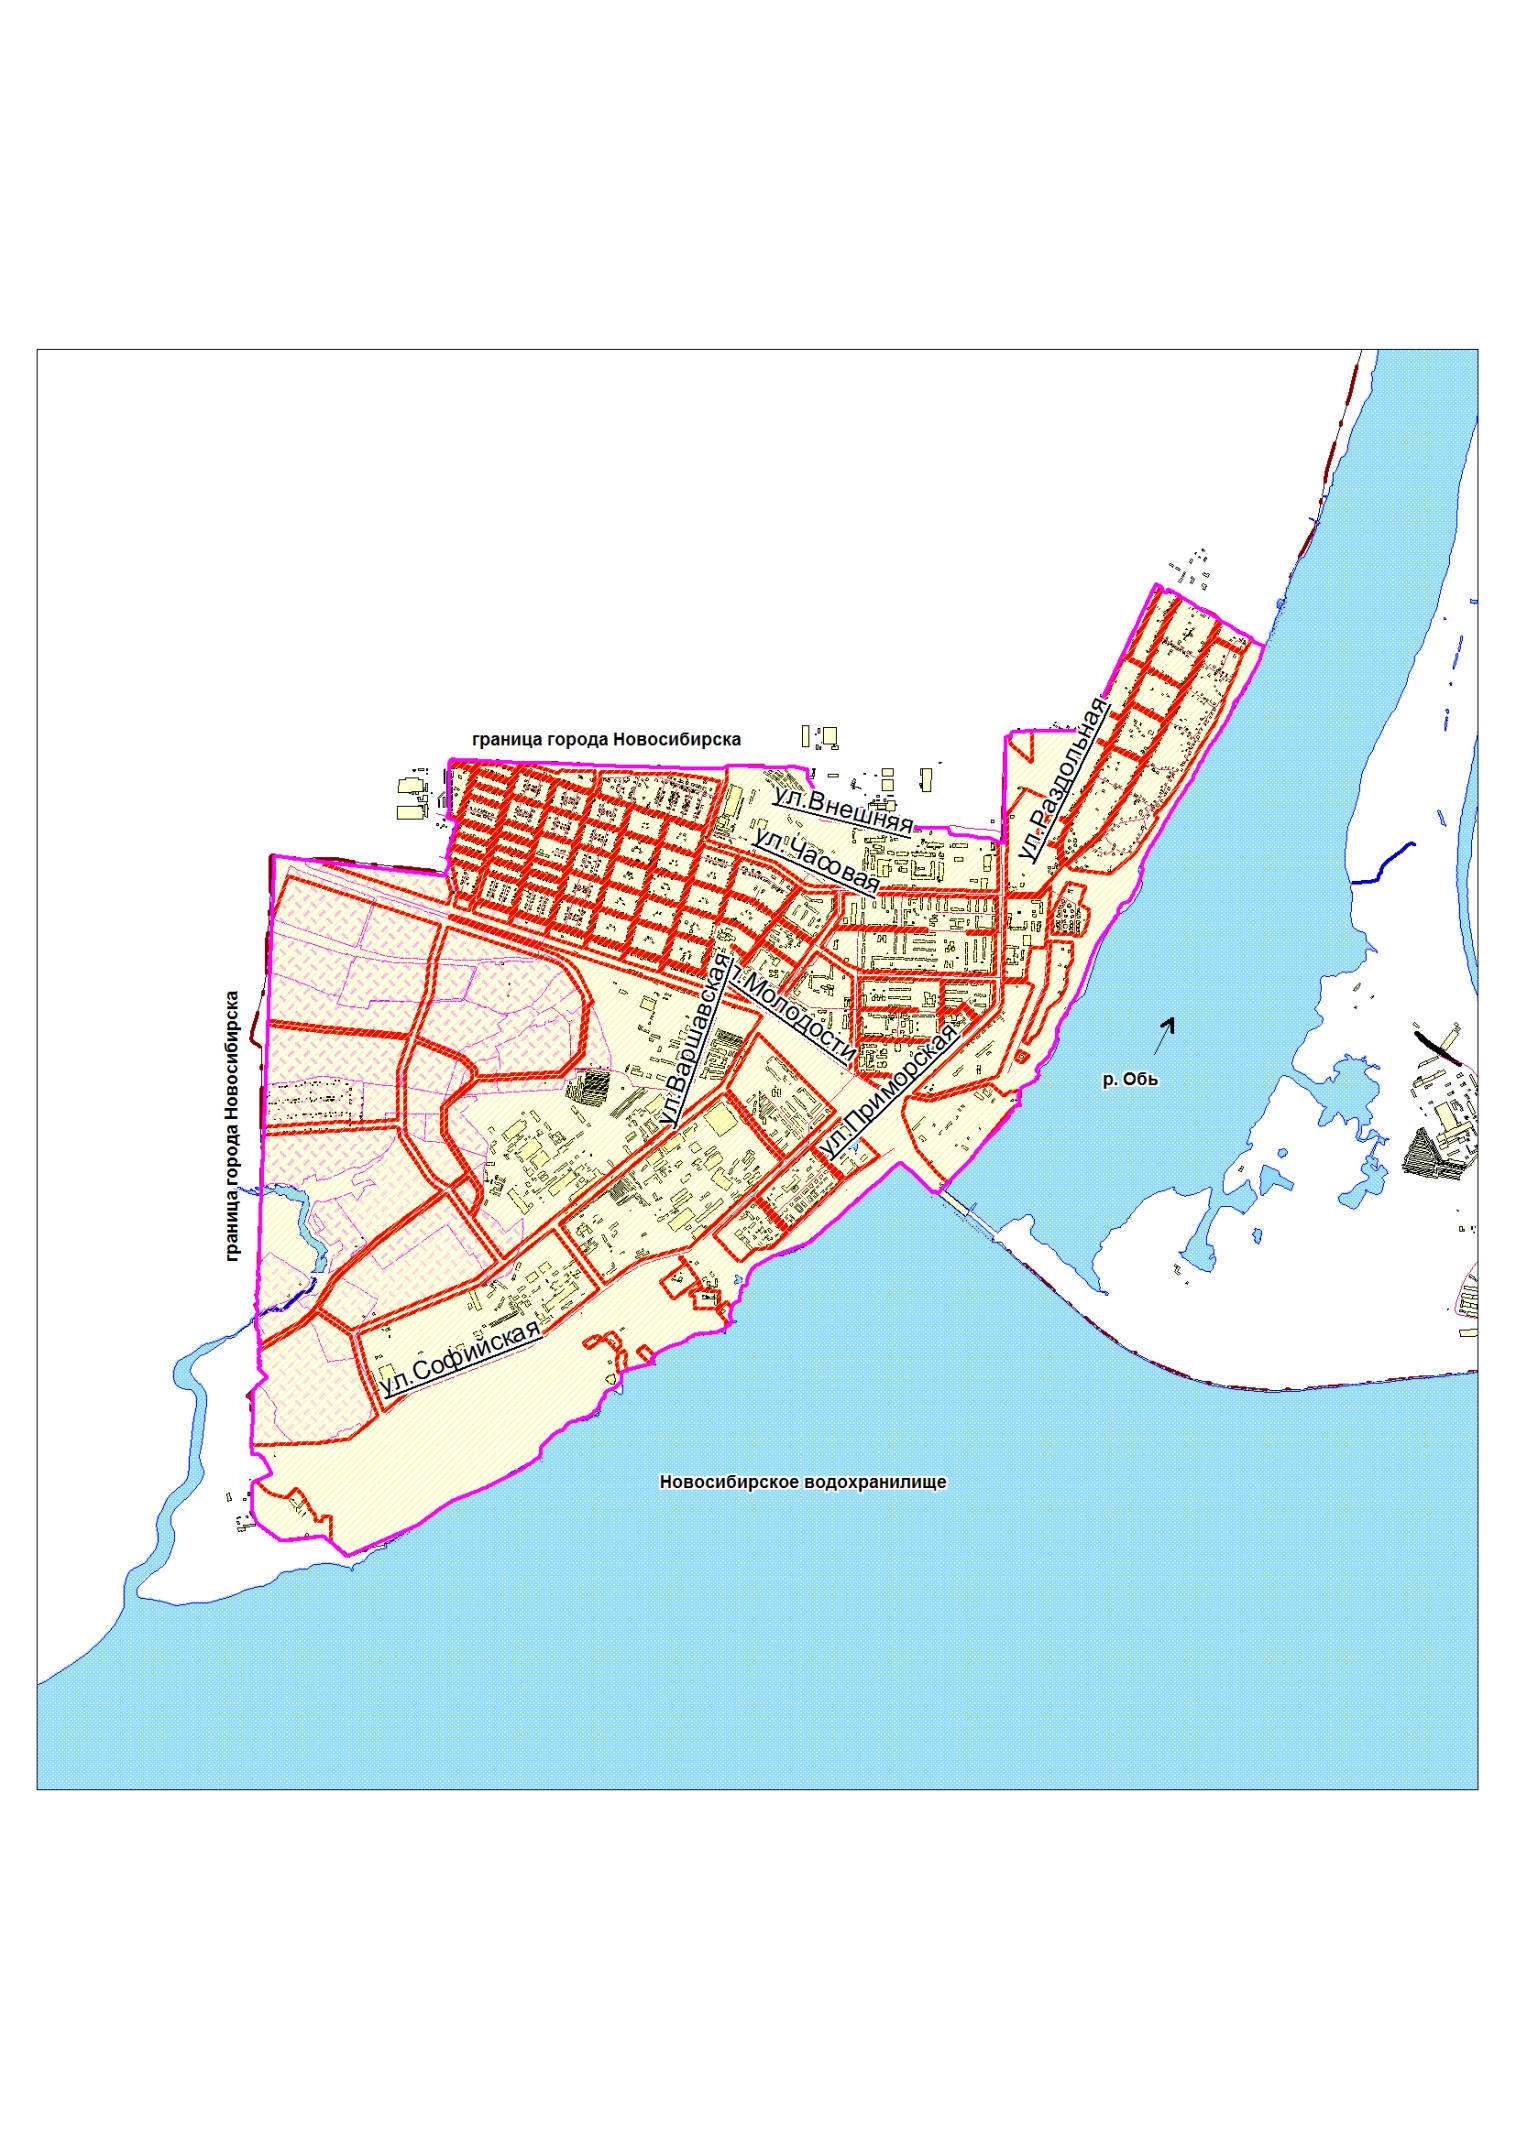 граница города Новосибирска
ул.Раздольная
ул.Внешняя
ул.Часовая
ул.Варшавская
л.Молодости
ул.Приморская
р. Обь
граница города Новосибирска
ул.Софийская
Новосибирское водохранилище